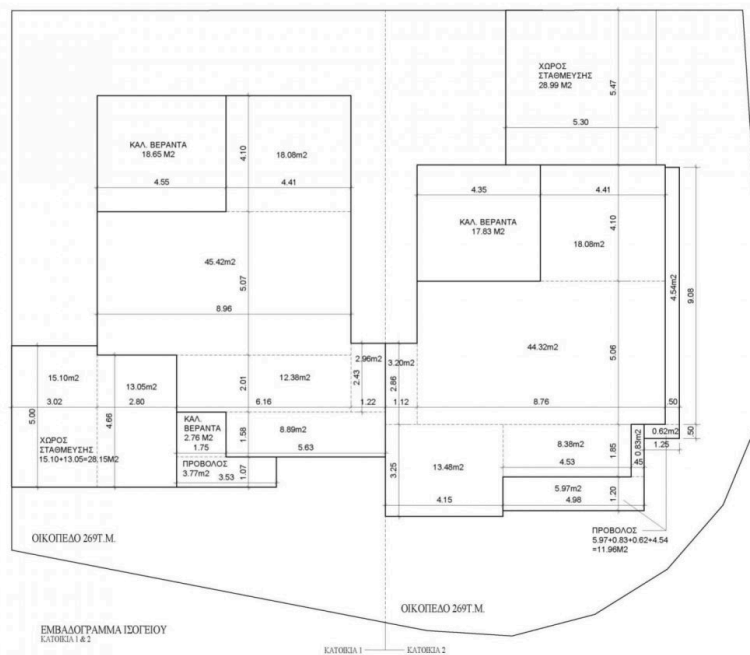 ΧΩΡΟΣ
ΣΤΑΘΜΕΥΣΗΣ
28.99 M2
5.47
5.30
ΚΑΛ. ΒΕΡΑΝΤΑ
18.65 M2
4.10
18.08m2
4.55
4.41
4.35
4.41
ΚΑΛ. ΒΕΡΑΝΤΑ
17.83 M2
4.10
18.08m2
45.42m2
5.07
8.96
4.54m2
9.08
44.32m2
5.06
15.10m2
3.02
5.00
13.05m2
2.80
4.66
2.01
12.38m2
6.16
2.96m2
2.43
1.22
3.20m2
2.86
1.12
8.76
.50
.50
ΚΑΛ.
ΒΕΡΑΝΤΑ
2.76 M2
1.75
1.58
8.89m2
5.63
0.62m2
1.25
0.83m2
.45
8.38m2
4.53
1.85
ΧΩΡΟΣ
ΣΤΑΘΜΕΥΣΗΣ
15.10+13.05=28.15M2
ΠΡΟΒΟΛΟΣ
3.77m2
3.53
1.07
3.25
13.48m2
4.15
5.97m2
4.98
1.20
ΠΡΟΒΟΛΟΣ
5.97+0.83+0.62+4.54
=11.96M2
ΟΙΚΟΠΕΔΟ 269Τ.Μ.
ΟΙΚΟΠΕΔΟ 269Τ.Μ.
ΕΜΒΑΔΟΓΡΑΜΜΑ ΙΣΟΓΕΙΟΥ
ΚΑΤΟΙΚΙΑ 1 & 2
ΚΑΤΟΙΚΙΑ 1
ΚΑΤΟΙΚΙΑ 2